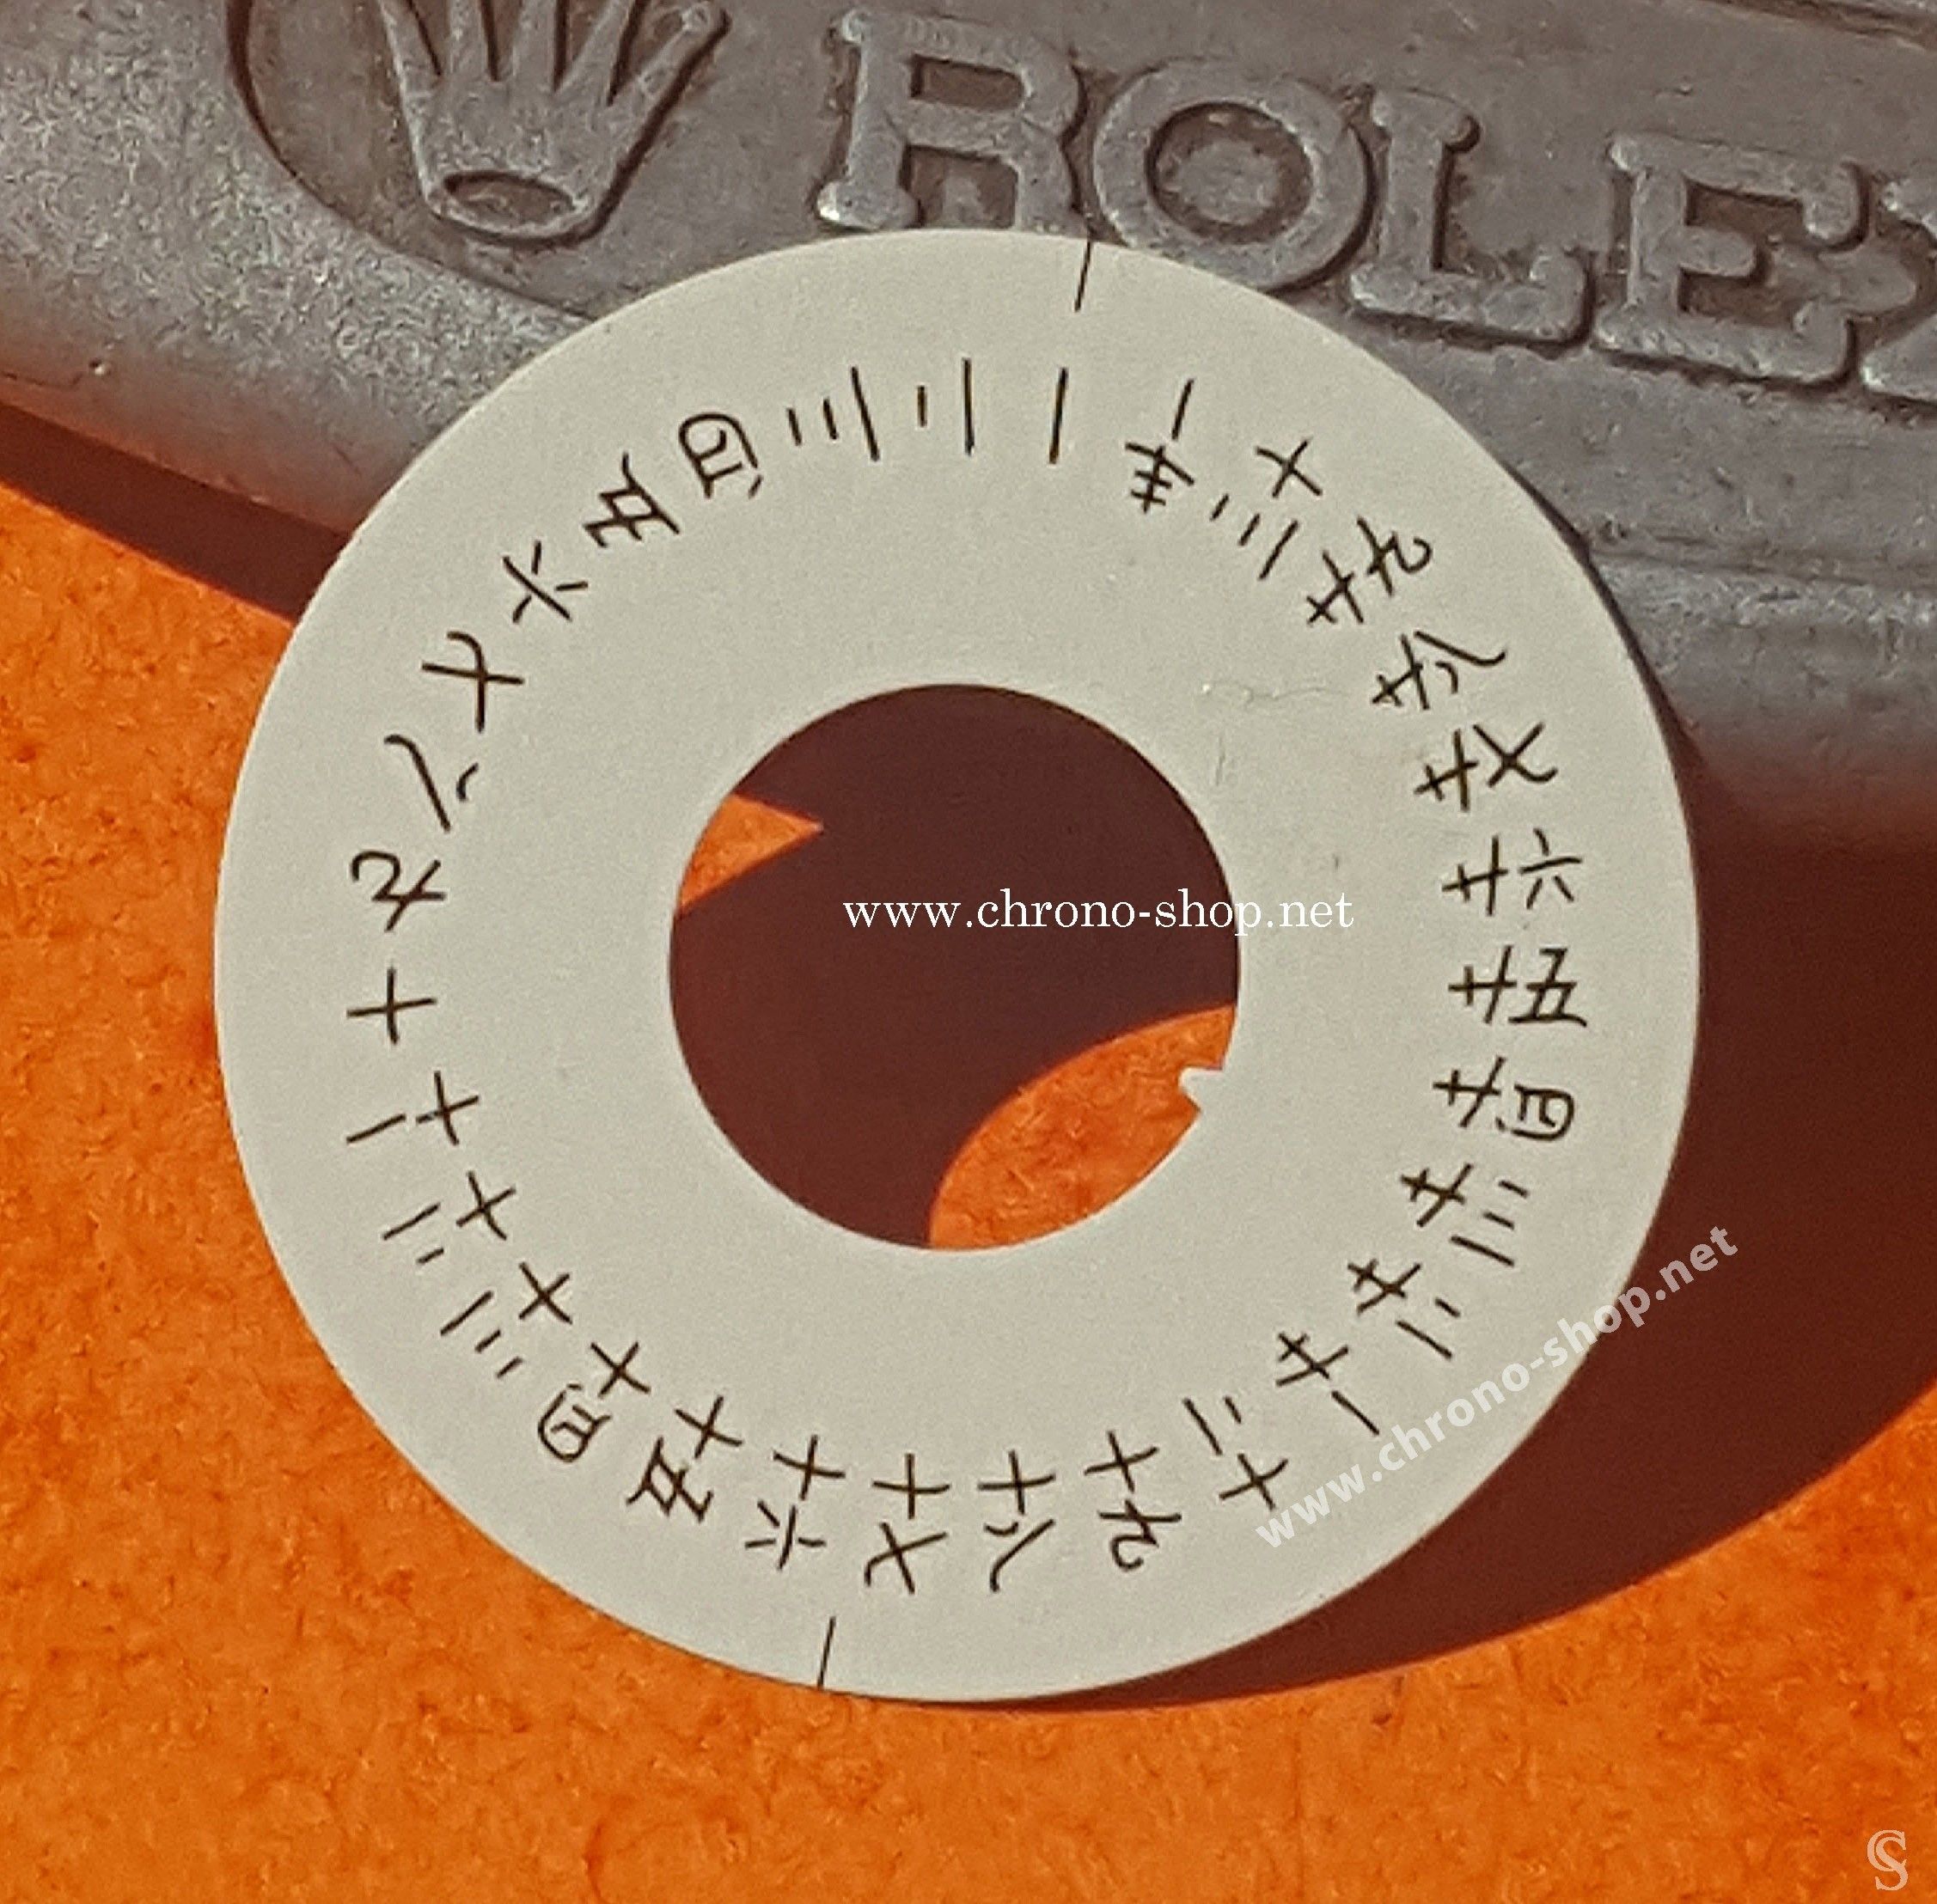 ROLEX
一
二
三
四
五
六
七
八
九
十
十一
十二
十三
十四
十五
十六
十七
十八
十九
二十
廿一
廿二
廿三
廿四
廿五
廿六
廿七
廿八
廿九
三十
卅一
www.chrono-shop.net
www.chrono-shop.net